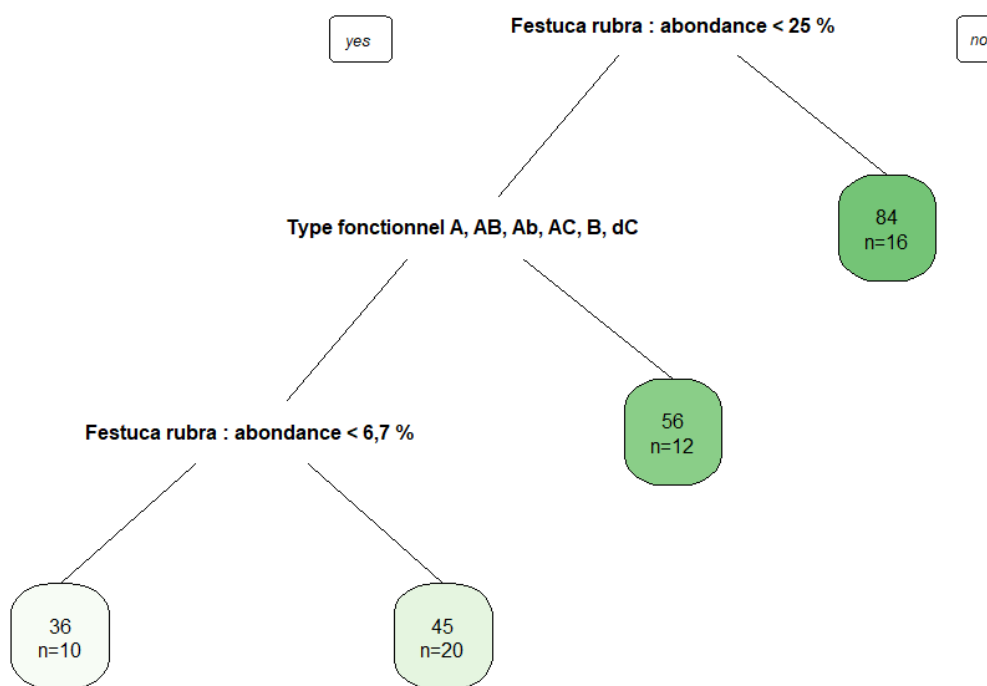 Festuca rubra : abondance < 25 %
yes
no
84
n=16
Type fonctionnel A, AB, Ab, AC, B, dC
56
n=12
Festuca rubra : abondance < 6,7 %
36
n=10
45
n=20